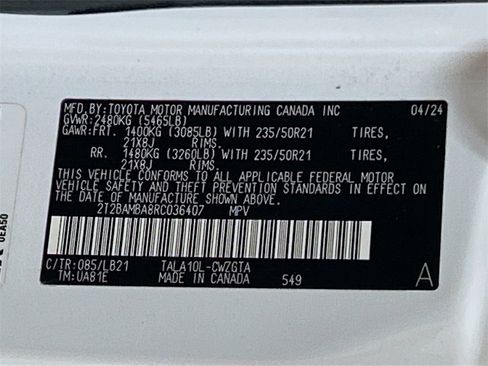 MFD.BY:TOYOTA MOTOR MANUFACTURING CANADA INC 04/24
GVWR:2480KG (5465LB)
GAWR:FRT. 1400KG (3085LB) WITH 235/50R21 TIRES,
21X8J RIMS.
RR. 1480KG (3260LB) WITH 235/50R21 TIRES,
21X8J RIMS.
THIS VEHICLE CONFORMS TO ALL APPLICABLE FEDERAL MOTOR
VEHICLE SAFETY AND THEFT PREVENTION STANDARDS IN EFFECT
ON THE DATE OF MANUFACTURE SHOWN ABOVE.
2T2BAMBA8RC036407 MPV
C/TR:085/LB21 TALA10L-CWZGTA
TM:UA81E MADE IN CANADA 549 A
0EA50